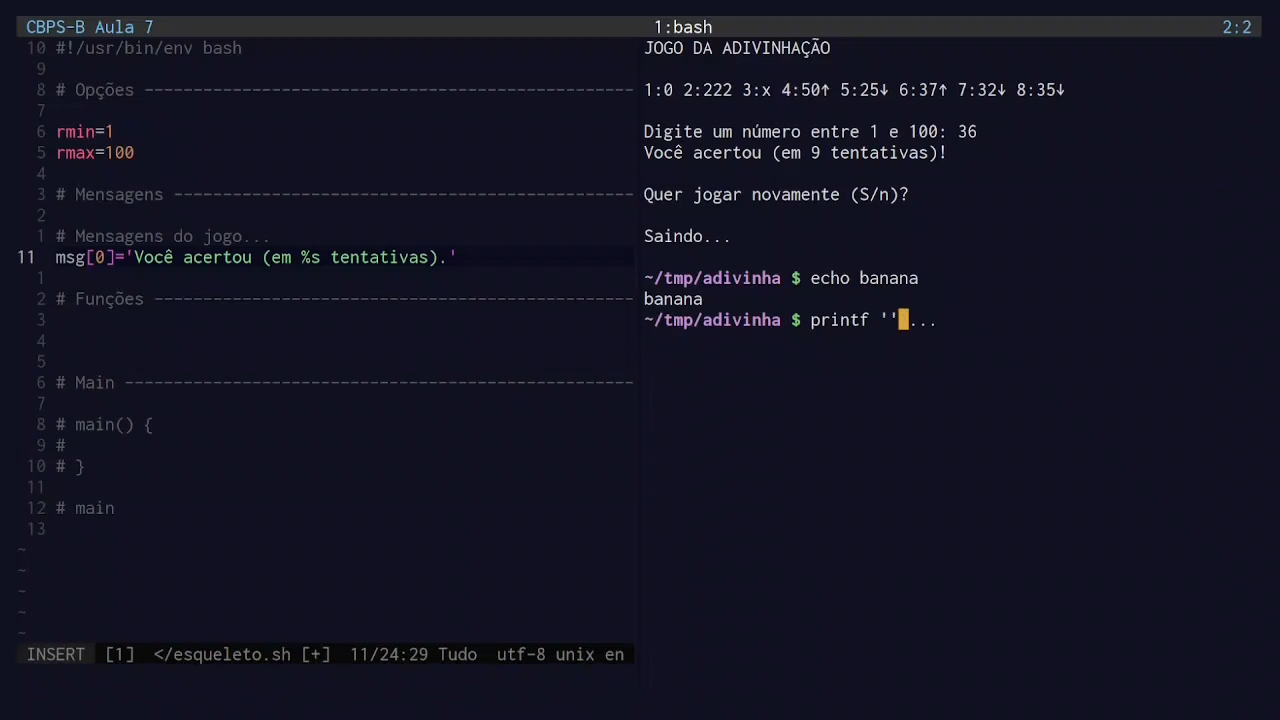 CBPS-B Aula 7 1:bash 2:2
10 #!/usr/bin/env bash
9
8 # Opções --------------------------------------------------
7
6 rmin=1
5 rmax=100
4
3 # Mensagens -----------------------------------------------
2
1 # Mensagens do jogo...
11 msg[0]='Você acertou (em %s tentativas).'
1
2 # Funções -------------------------------------------------
3
4
5
6 # Main ----------------------------------------------------
7
8 # main() {
9 #
10 # }
11
12 # main
13
~
~
~
~
~
INSERT [1] </esqueleto.sh [+] 11/24:29 Tudo utf-8 unix en
JOGO DA ADIVINHAÇÃO
1:0 2:222 3:x 4:50↑ 5:25↓ 6:37↑ 7:32↓ 8:35↓
Digite um número entre 1 e 100: 36
Você acertou (em 9 tentativas)!
Quer jogar novamente (S/n)?
Saindo...
~/tmp/adivinha $ echo banana
banana
~/tmp/adivinha $ printf '' ...